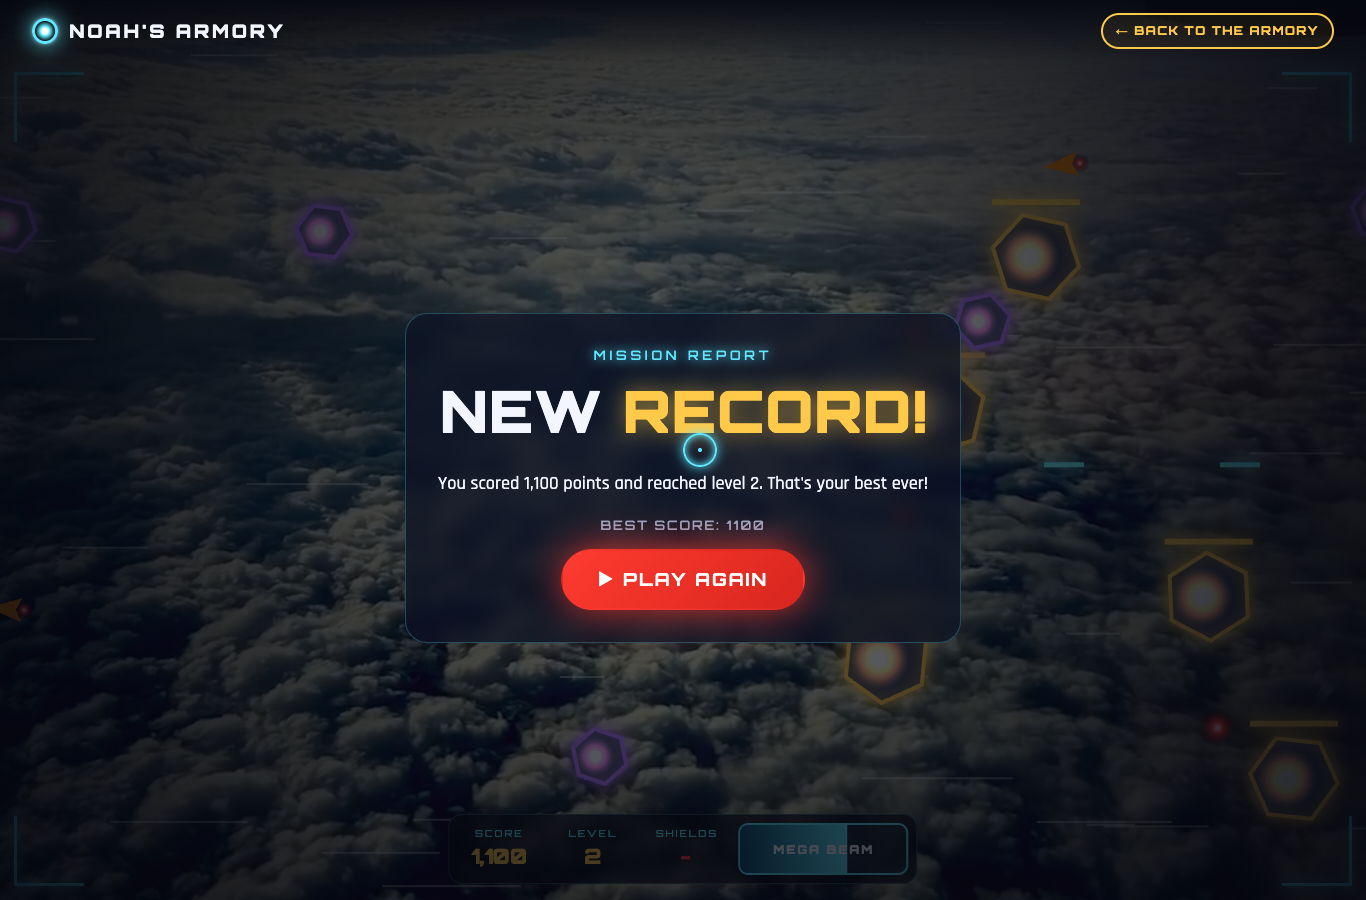 NOAH'S ARMORY
← BACK TO THE ARMORY
MISSION REPORT
NEW RECORD!
You scored 1,100 points and reached level 2. That's your best ever!
BEST SCORE: 1100
▶ PLAY AGAIN
SCORE LEVEL SHIELDS
1,100 2 -
MEGA BEAM